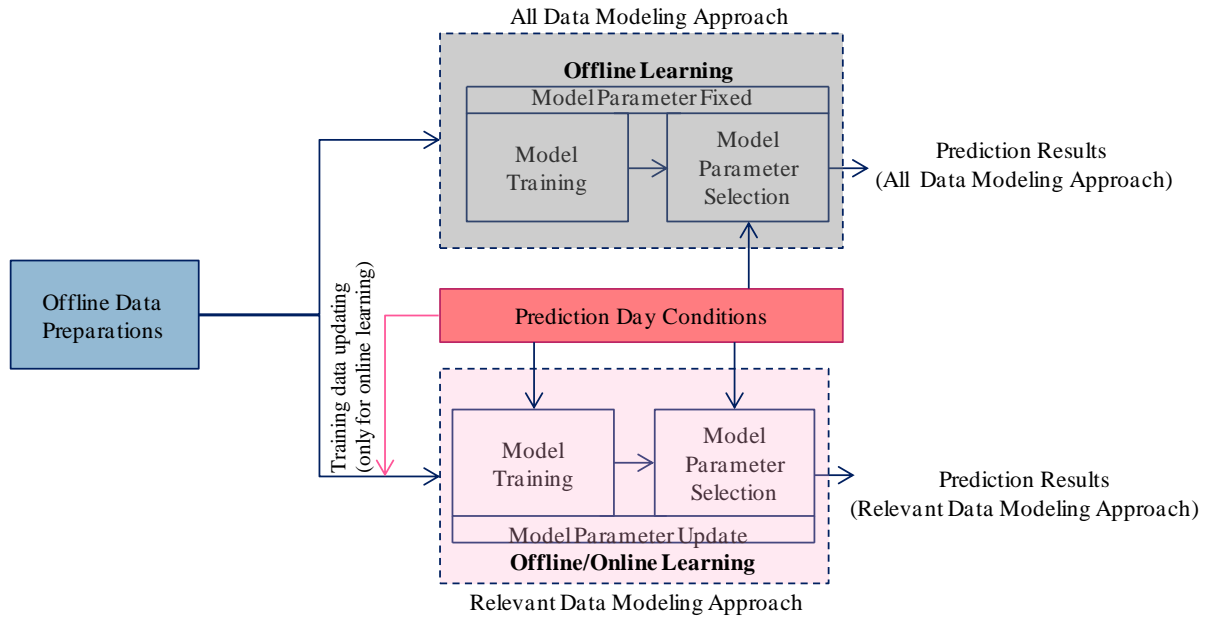 All Data Modeling Approach
Offline Learning
Model Parameter Fixed
Model
Training
Model
Parameter
Selection
Prediction Results
(All Data Modeling Approach)
Offline Data
Preparations
Training data updating
(only for online learning)
Prediction Day Conditions
Model
Training
Model
Parameter
Selection
Prediction Results
(Relevant Data Modeling Approach)
Model Parameter Update
Offline/Online Learning
Relevant Data Modeling Approach